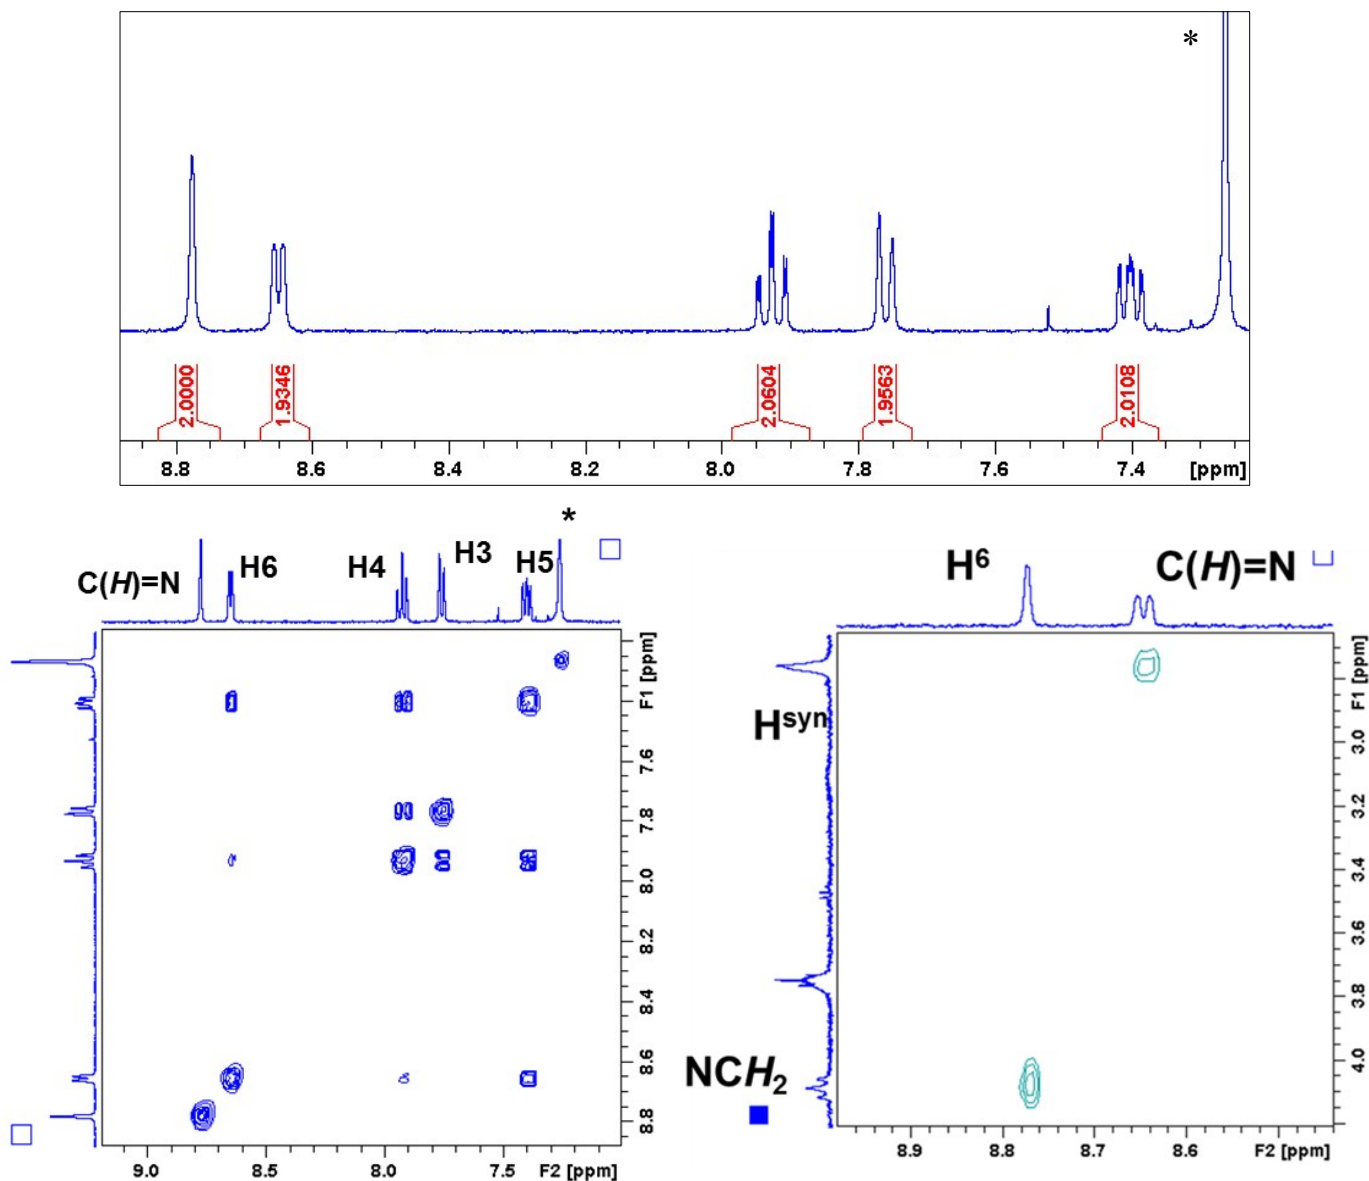 *
2.0000
1.9346
2.0604
1.9563
2.0108
8.8 8.6 8.4 8.2 8.0 7.8 7.6 7.4 [ppm]
*
C(H)=N H6 H4 H3 H5
F1 [ppm]
7.6
7.8
8.0
8.2
8.4
8.6
8.8
9.0 8.5 8.0 7.5 F2 [ppm]
H6 C(H)=N
Hsyn
NCH2
F1 [ppm]
3.0
3.2
3.4
3.6
3.8
4.0
8.9 8.8 8.7 8.6 F2 [ppm]